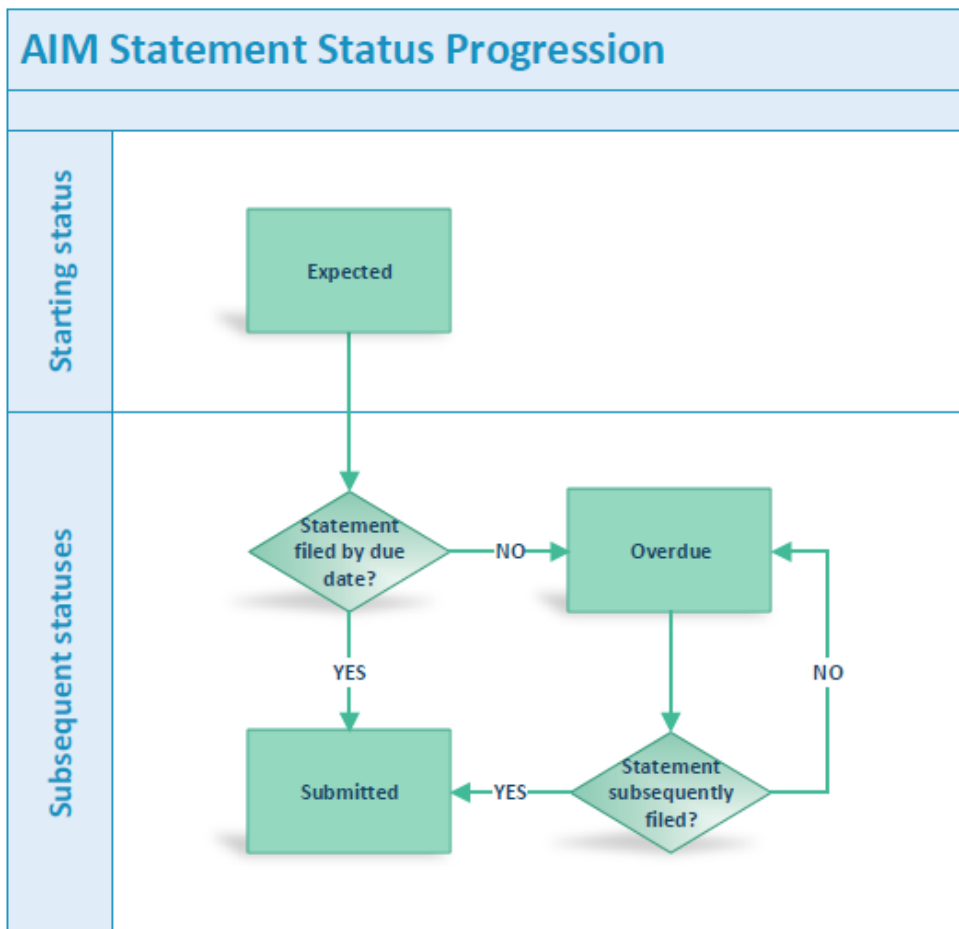 AIM Statement Status Progression
Starting status
Expected
Subsequent statuses
Statement
filed by due
date?
NO
Overdue
YES
NO
Submitted
YES
Statement
subsequently
filed?